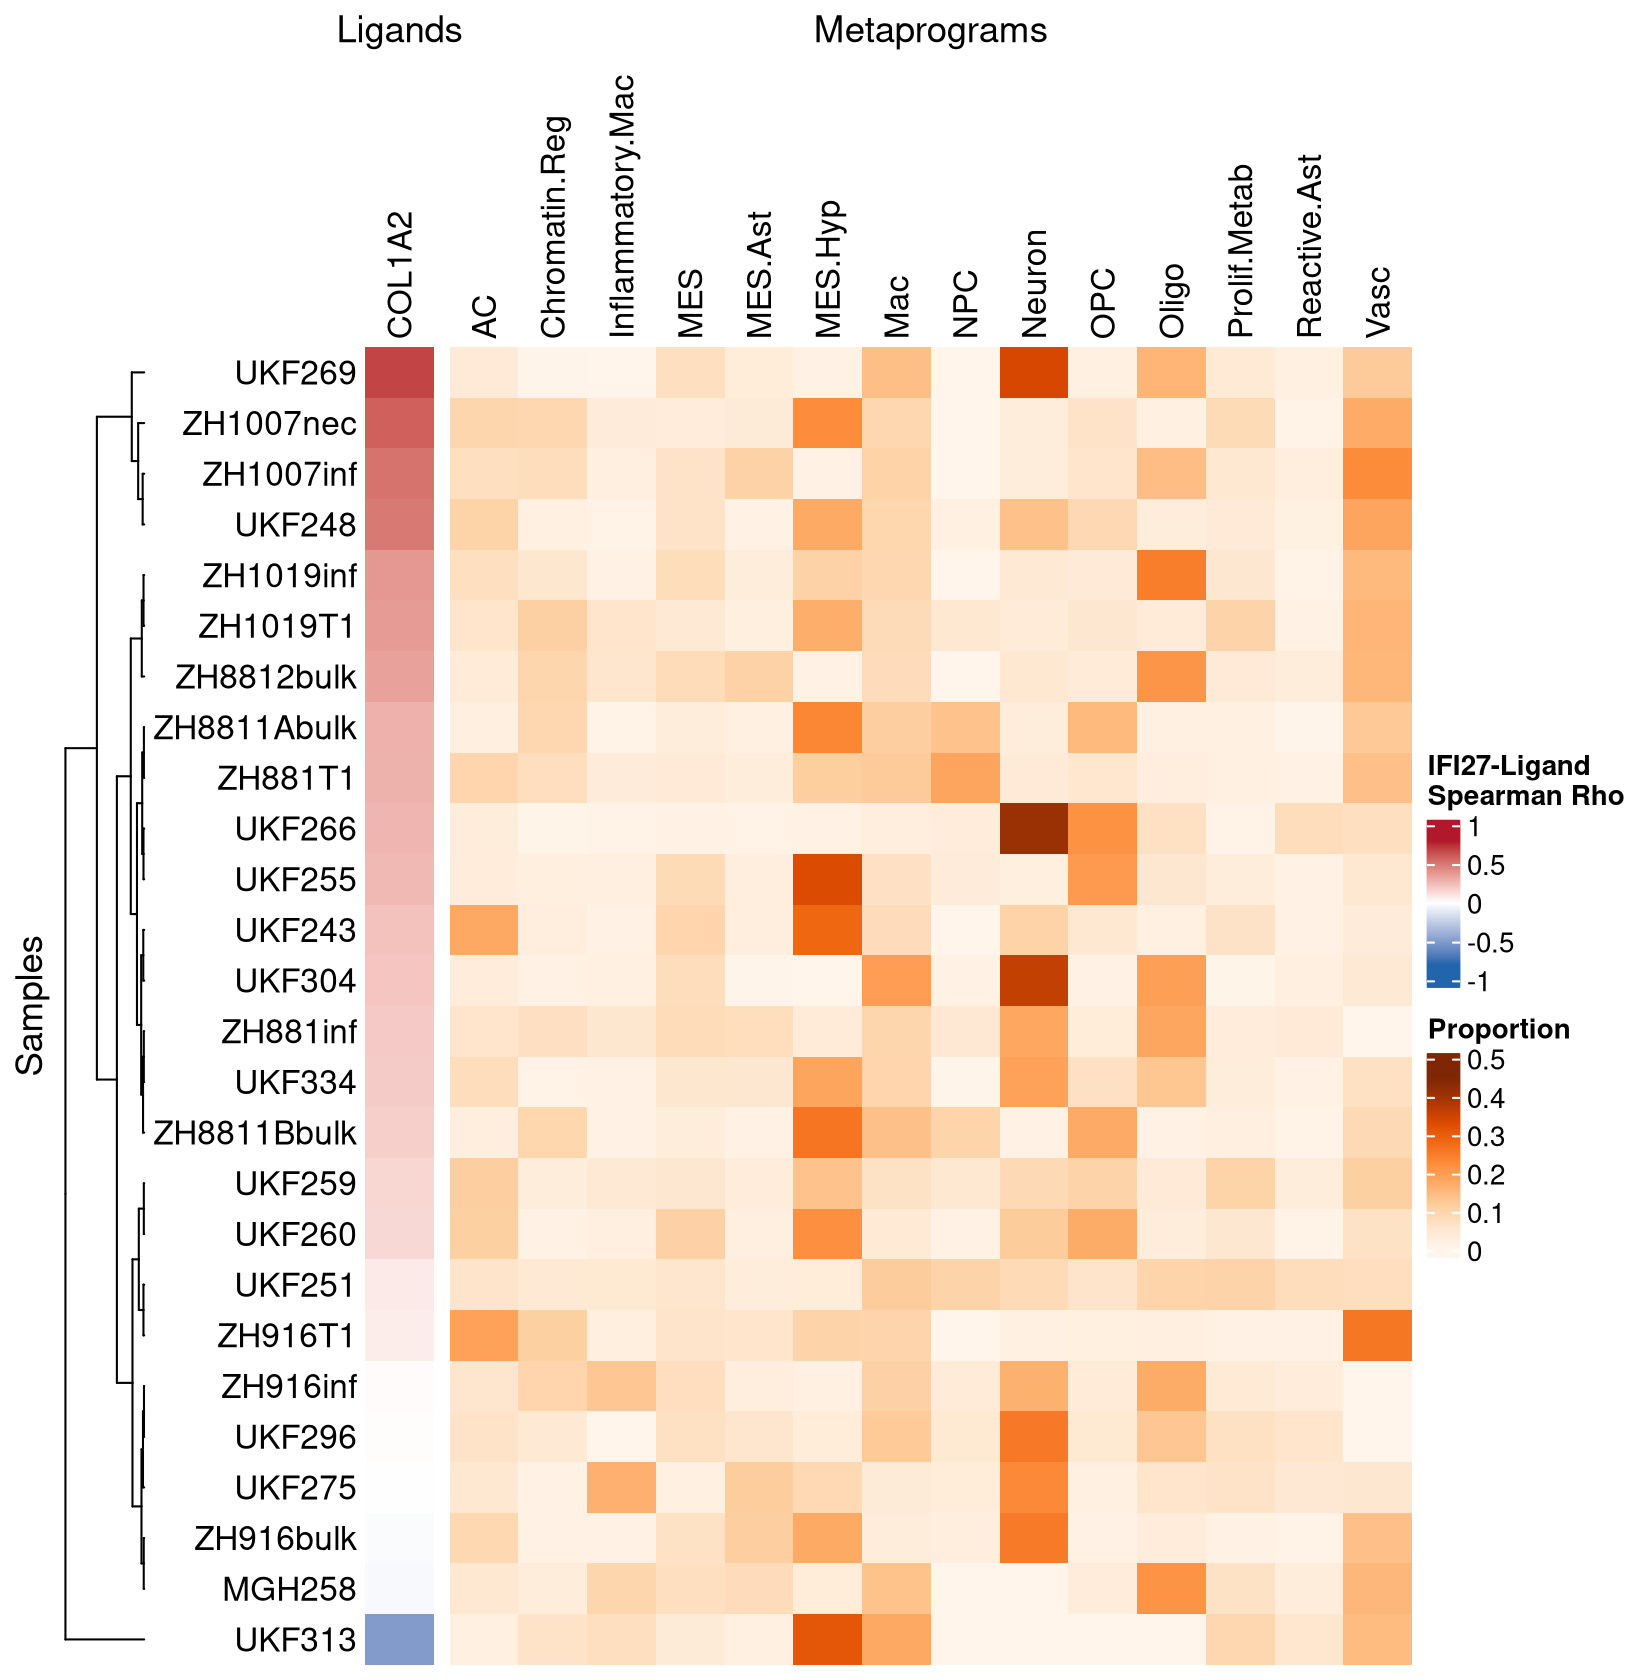 Ligands
Metaprograms
COL1A2
AC
Chromatin.Reg
Inflammatory.Mac
MES
MES.Ast
MES.Hyp
Mac
NPC
Neuron
OPC
Oligo
Prolif.Metab
Reactive.Ast
Vasc
Samples
UKF269
ZH1007nec
ZH1007inf
UKF248
ZH1019inf
ZH1019T1
ZH8812bulk
ZH8811Abulk
ZH881T1
UKF266
UKF255
UKF243
UKF304
ZH881inf
UKF334
ZH8811Bbulk
UKF259
UKF260
UKF251
ZH916T1
ZH916inf
UKF296
UKF275
ZH916bulk
MGH258
UKF313
IFI27-Ligand
Spearman Rho
1
0.5
0
-0.5
-1
Proportion
0.5
0.4
0.3
0.2
0.1
0